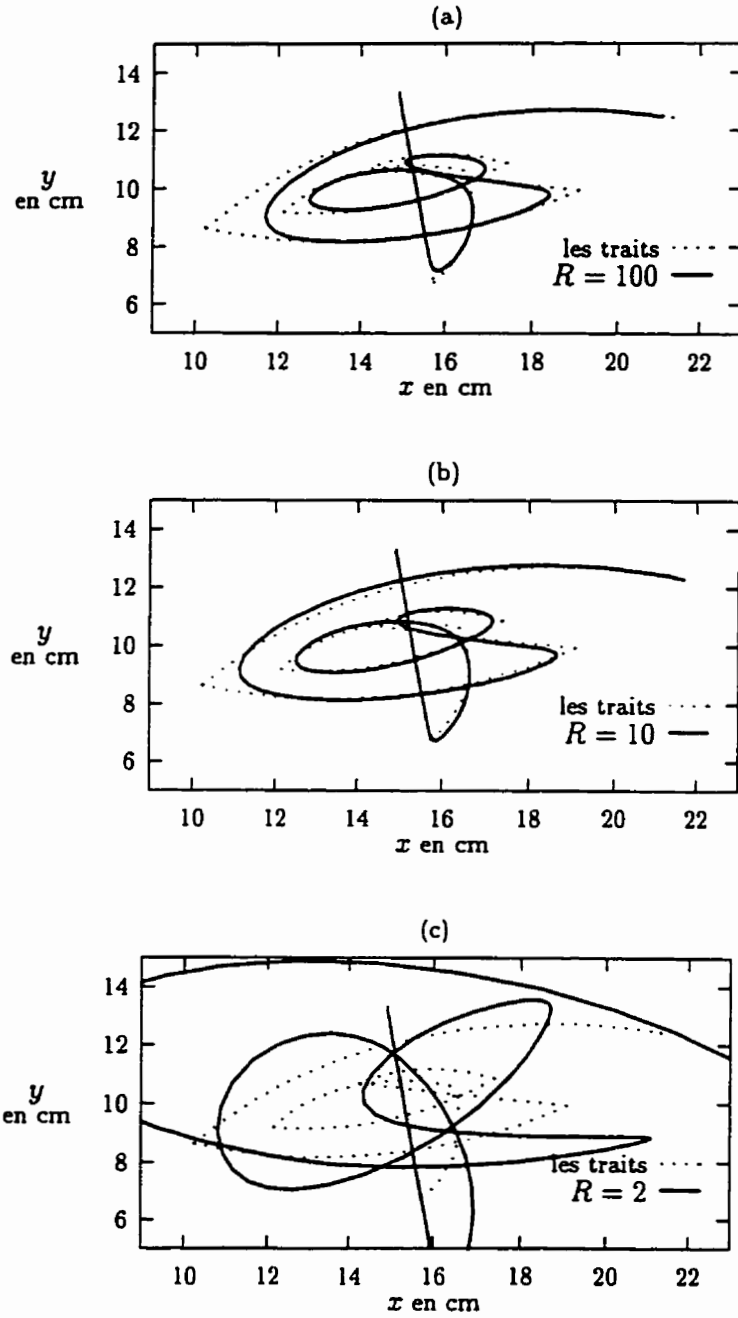 (a)
14
12
y
10
en cm
8
les traits
R = 100
6
10 12 14 16 18 20 22
x en cm
(b)
14
12
y
10
en cm
8
les traits
R = 10
6
10 12 14 16 18 20 22
x en cm
(c)
14
12
y
10
en cm
8
les traits
R = 2
6
10 12 14 16 18 20 22
x en cm